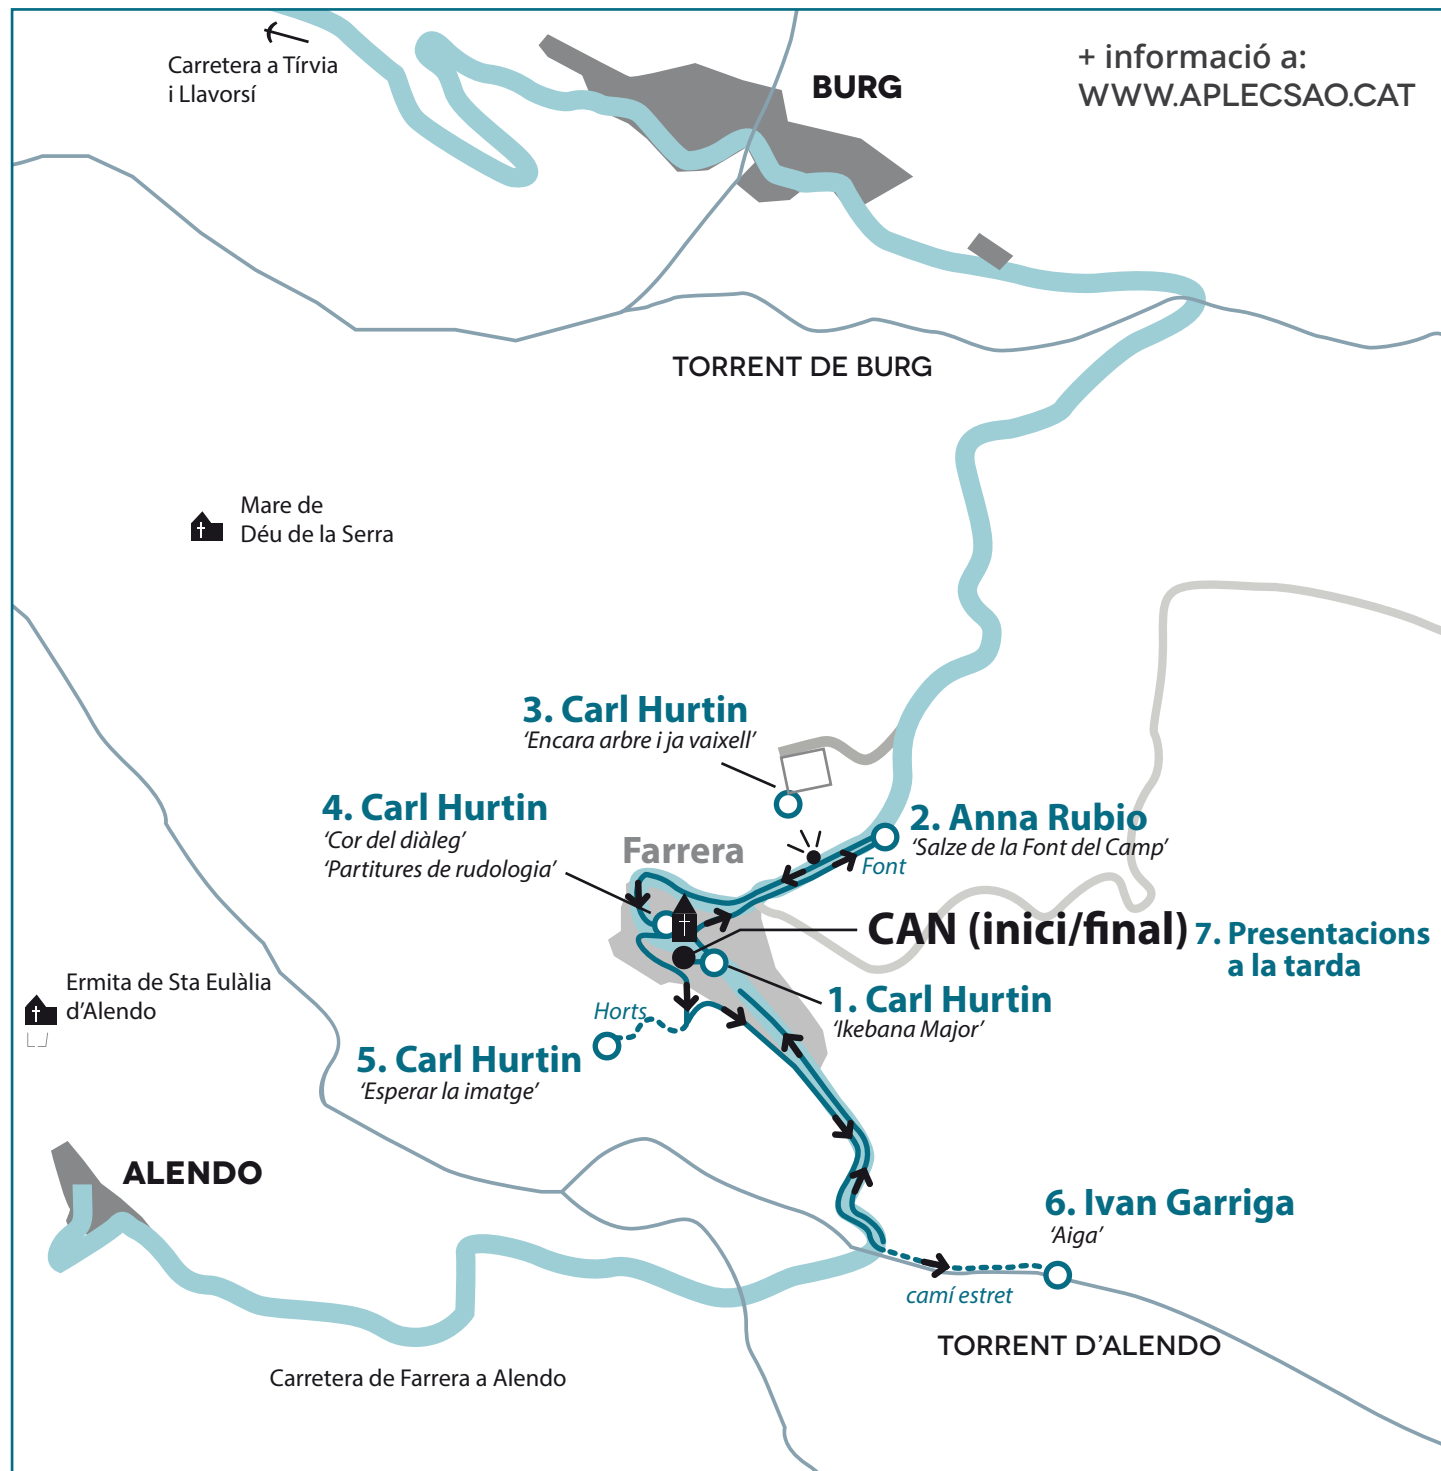 Carretera a Tírvia
i Llavorsí
BURG
+ informació a:
WWW.APLECSAO.CAT
TORRENT DE BURG
Mare de
Déu de la Serra
3. Carl Hurtin
‘Encara arbre i ja vaixell’
4. Carl Hurtin
‘Cor del diàleg’
‘Partitures de rudologia’
Farrera
2. Anna Rubio
‘Salze de la Font del Camp’
Font
CAN (inici/final)
7. Presentacions
a la tarda
Ermita de Sta Eulàlia
d’Alendo
1. Carl Hurtin
‘Ikebana Major’
Horts
5. Carl Hurtin
‘Esperar la imatge’
ALENDO
6. Ivan Garriga
‘Aiga’
camí estret
TORRENT D’ALENDO
Carretera de Farrera a Alendo